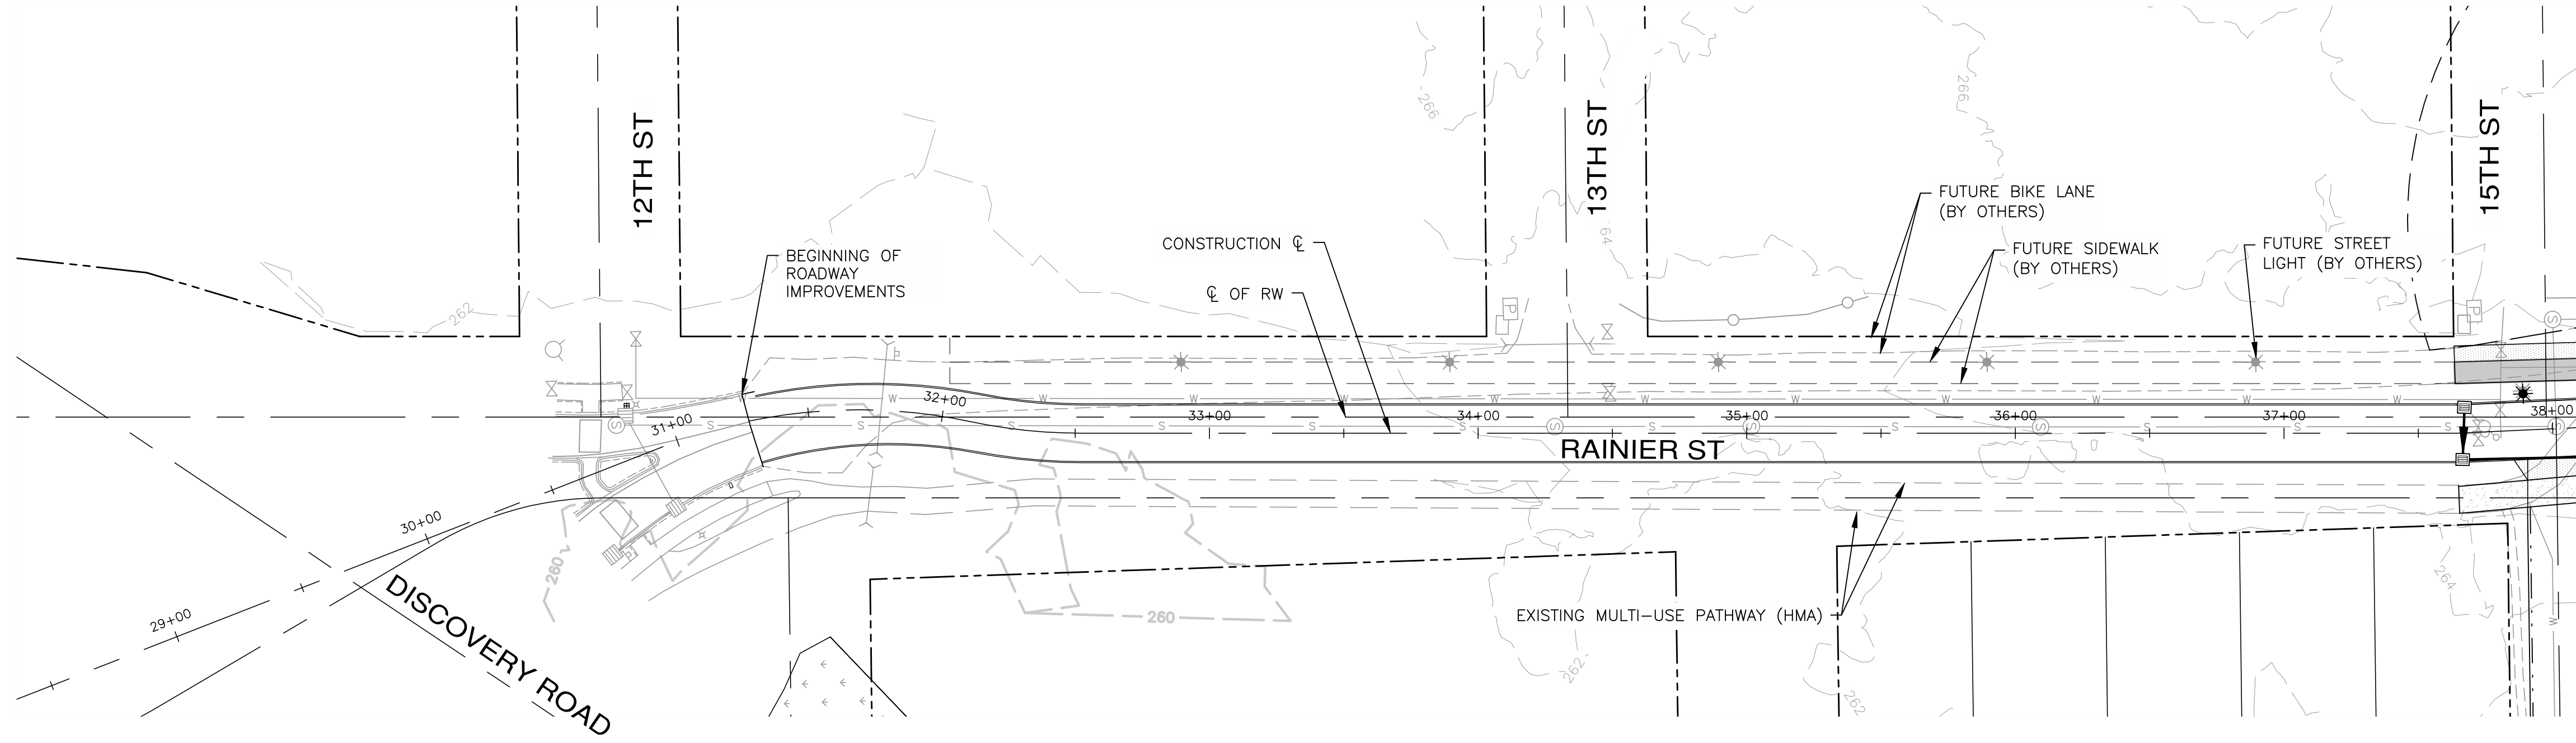 12TH ST
13TH ST
15TH ST
266
266
64
262
BEGINNING OF
ROADWAY
IMPROVEMENTS
CONSTRUCTION ℄
℄ OF RW
FUTURE BIKE LANE
(BY OTHERS)
FUTURE SIDEWALK
(BY OTHERS)
FUTURE STREET
LIGHT (BY OTHERS)
P
P
S
W W W W W W W W W W W
29+00
30+00
31+00
32+00
33+00
34+00
35+00
36+00
37+00
38+00
S S S S S S S S S S S S
S S S S S
RAINIER ST
DISCOVERY ROAD
EXISTING MULTI-USE PATHWAY (HMA)
260
260
262
262
264
W